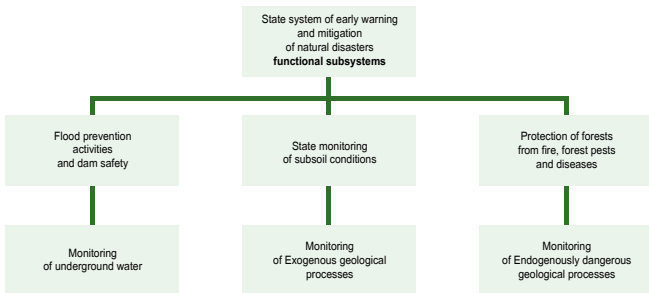 State system of early warning
and mitigation
of natural disasters
functional subsystems
Flood prevention
activities
and dam safety
State monitoring
of subsoil conditions
Protection of forests
from fire, forest pests
and diseases
Monitoring
of underground water
Monitoring
of Exogenous geological
processes
Monitoring
of Endogenously dangerous
geological processes